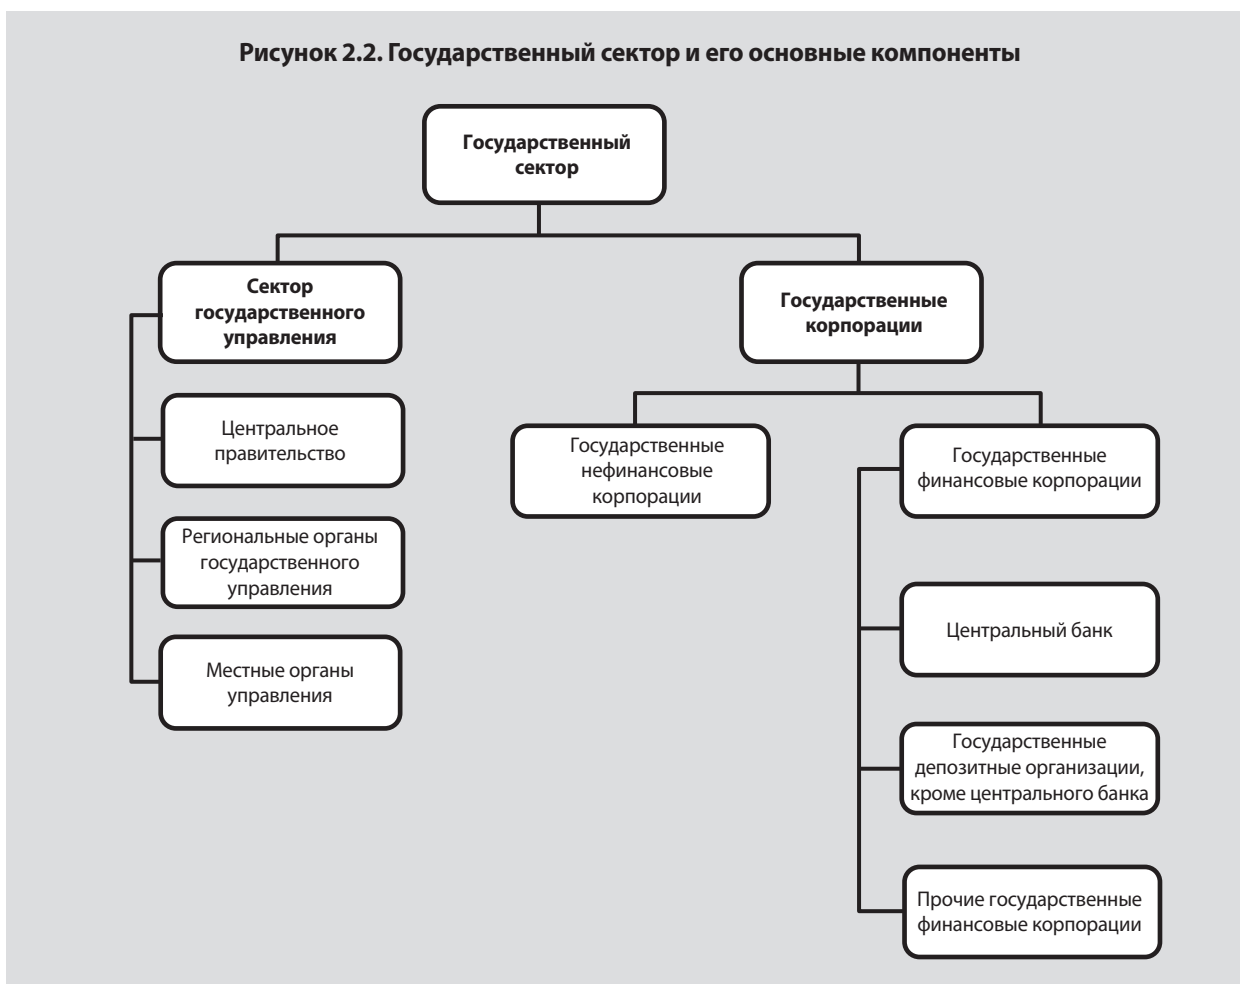 Рисунок 2.2. Государственный сектор и его основные компоненты
Государственный
сектор
Сектор
государственного
управления
Государственные
корпорации
Центральное
правительство
Региональные органы
государственного
управления
Местные органы
управления
Государственные
нефинансовые
корпорации
Государственные
финансовые корпорации
Центральный банк
Государственные
депозитные организации,
кроме центрального банка
Прочие государственные
финансовые корпорации